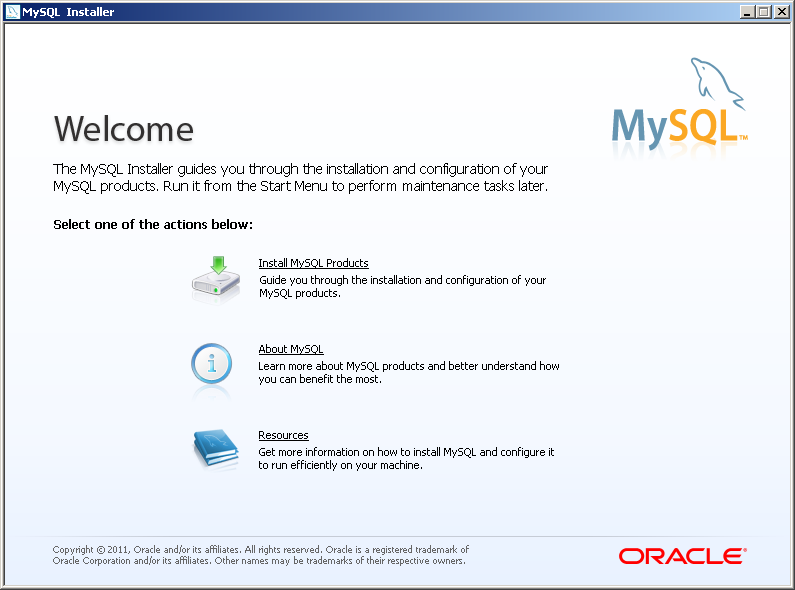 MySQL Installer
MySQL™
Welcome
The MySQL Installer guides you through the installation and configuration of your
MySQL products. Run it from the Start Menu to perform maintenance tasks later.
Select one of the actions below:
Install MySQL Products
Guide you through the installation and configuration of your
MySQL products.
About MySQL
Learn more about MySQL products and better understand how
you can benefit the most.
Resources
Get more information on how to install MySQL and configure it
to run efficiently on your machine.
Copyright © 2011, Oracle and/or its affiliates. All rights reserved. Oracle is a registered trademark of
Oracle Corporation and/or its affiliates. Other names may be trademarks of their respective owners.
ORACLE®